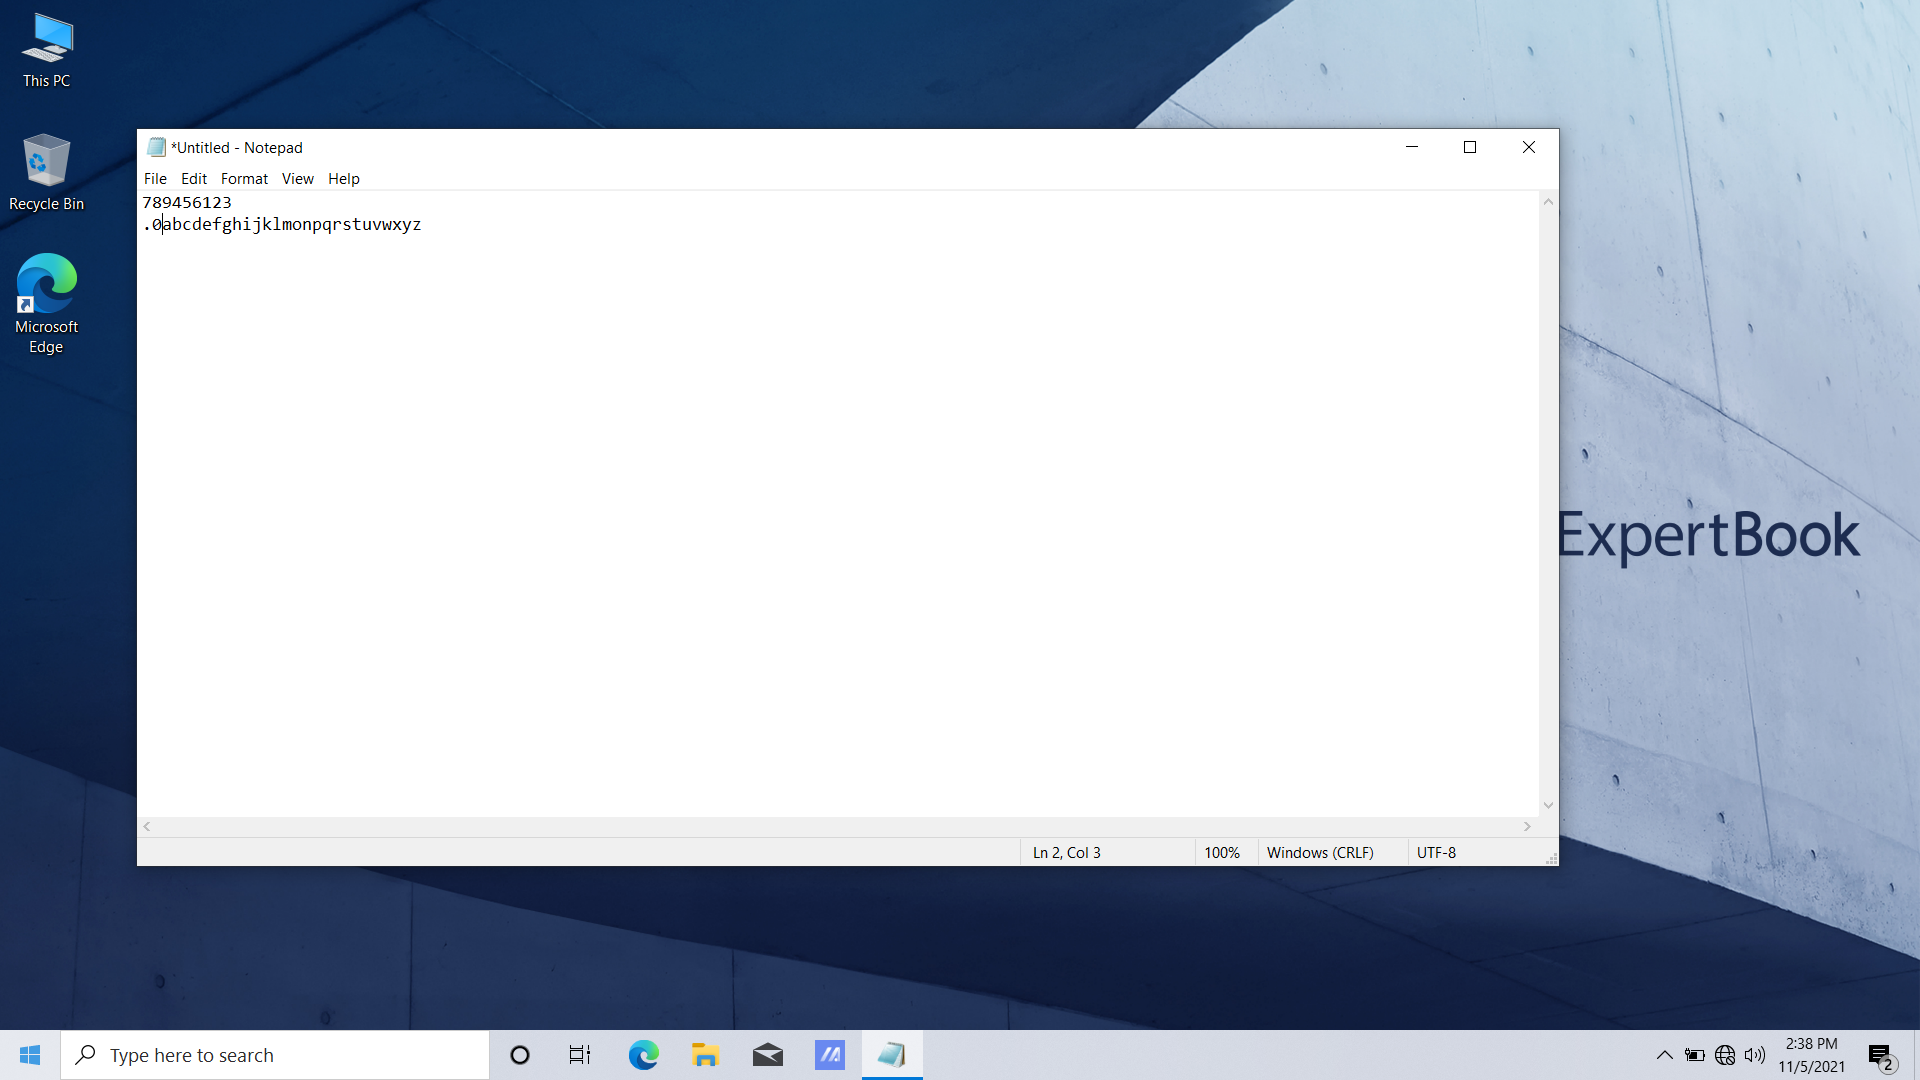 This PC
Recycle Bin
Microsoft
Edge
*Untitled - Notepad
File Edit Format View Help
789456123
.0abcdefghijklmonpqrstuvwxyz
Ln 2, Col 3 100% Windows (CRLF) UTF-8
ExpertBook
Type here to search
2:38 PM
11/5/2021
2